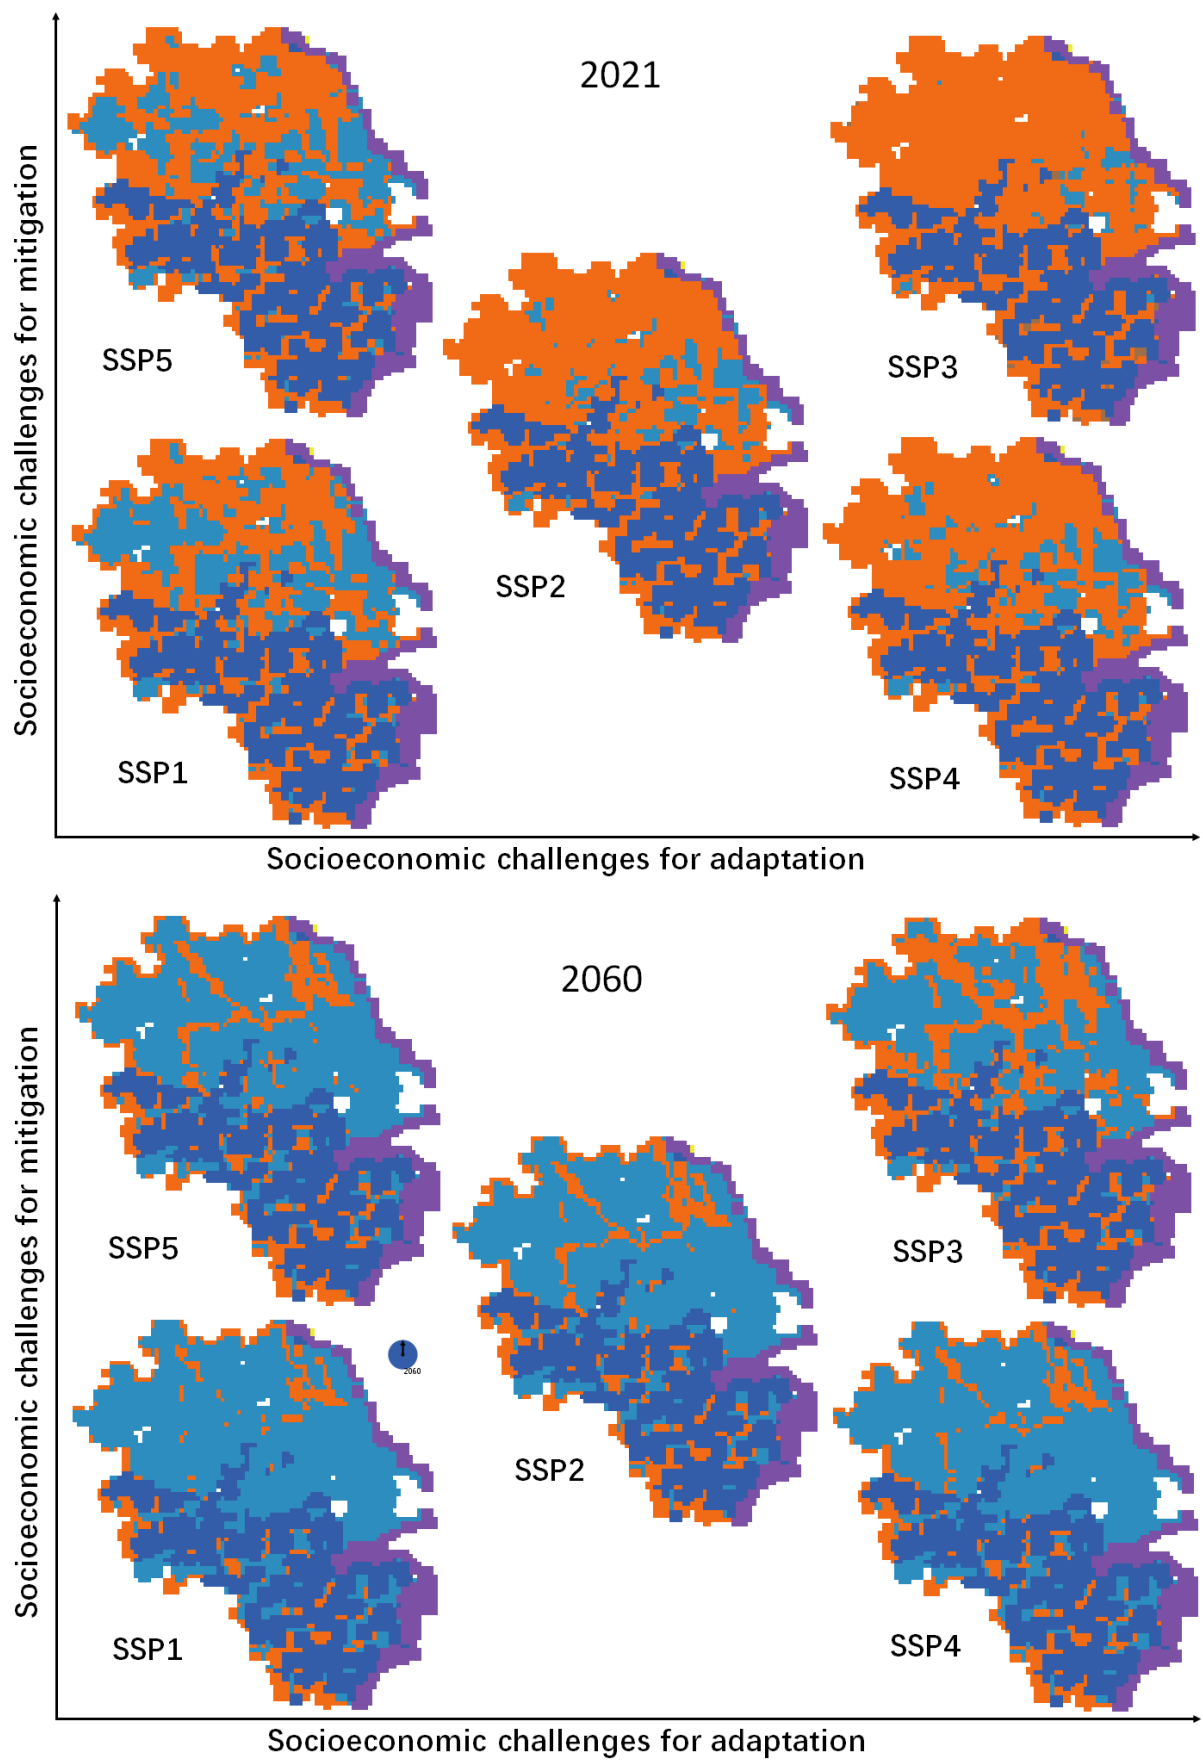 2021
Socioeconomic challenges for mitigation
SSP5
SSP3
SSP2
SSP1
SSP4
Socioeconomic challenges for adaptation
2060
Socioeconomic challenges for mitigation
SSP5
SSP3
2060
SSP2
SSP1
SSP4
Socioeconomic challenges for adaptation